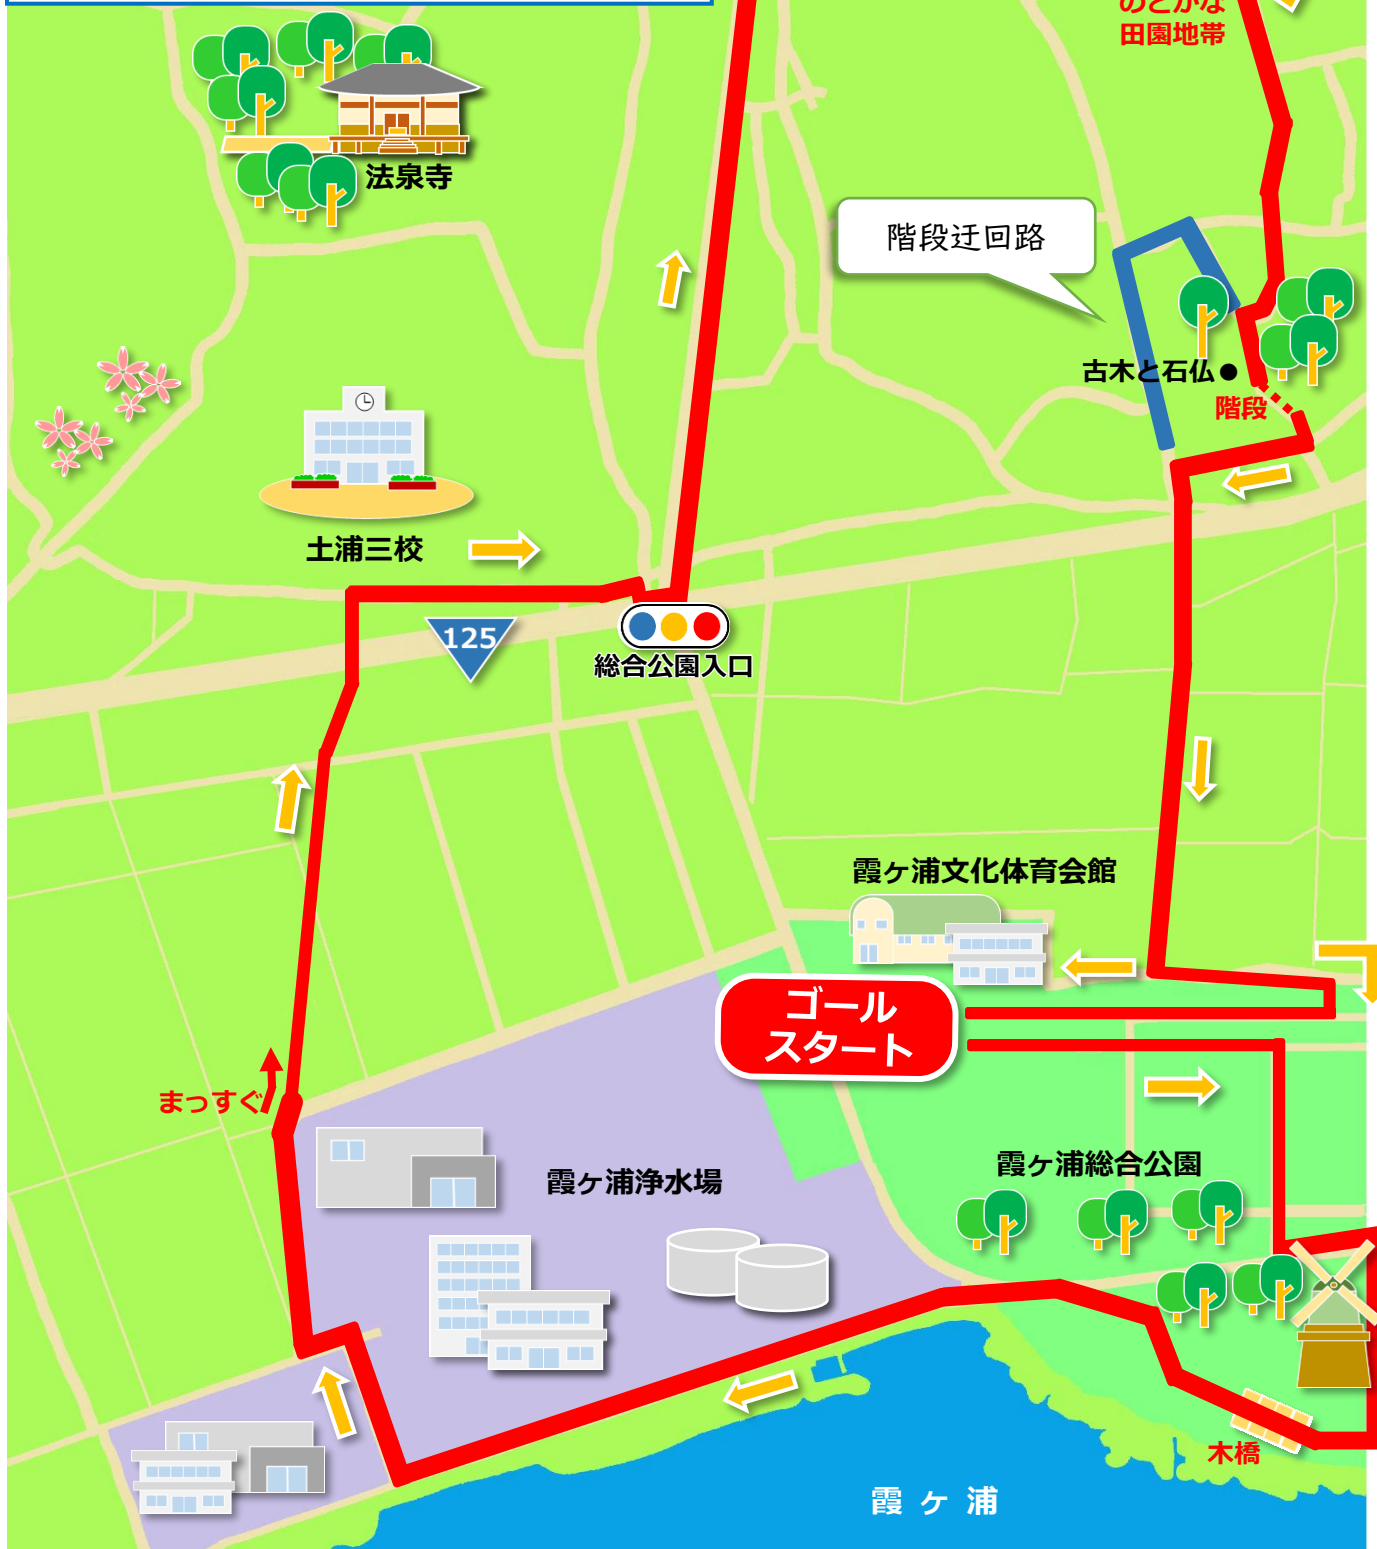 のどかな
田園地帯
法泉寺
階段迂回路
古木と石仏
階段
土浦三校
125
総合公園入口
霞ヶ浦文化体育会館
ゴール
スタート
まっすぐ
霞ヶ浦総合公園
霞ヶ浦浄水場
木橋
霞ヶ浦